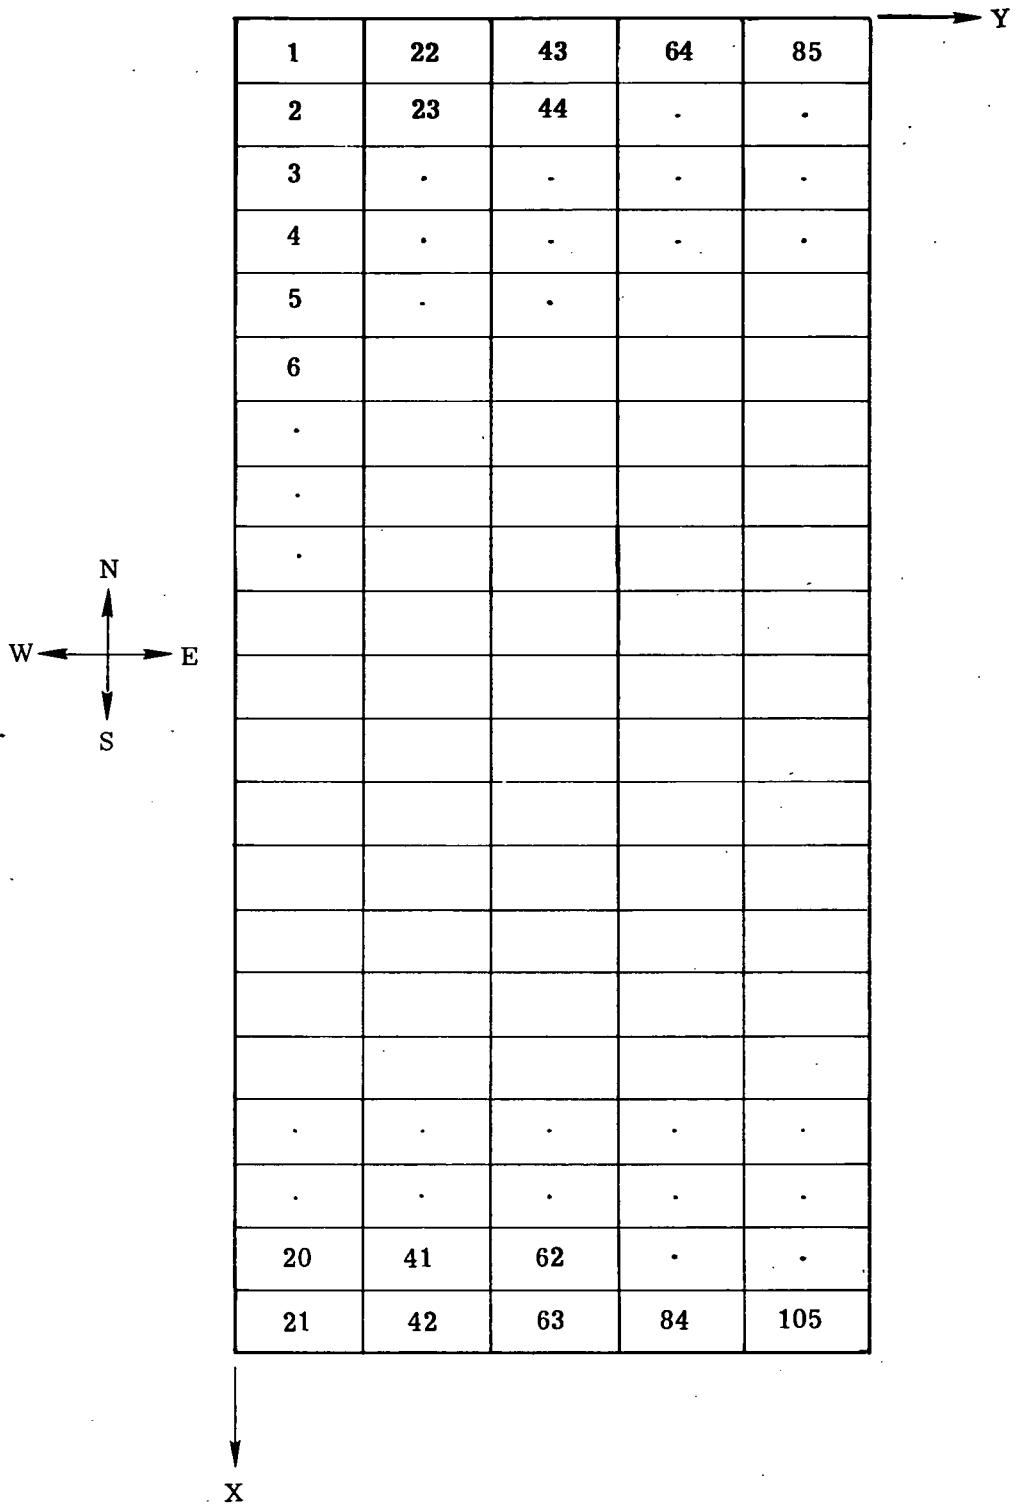 Y
1 22 43 64 85
2 23 44 . .
3 . . . .
4 . . . .
5 . .
6
.
.
.
N
W E
S
. . . . .
. . . . .
20 41 62 . .
21 42 63 84 105
X